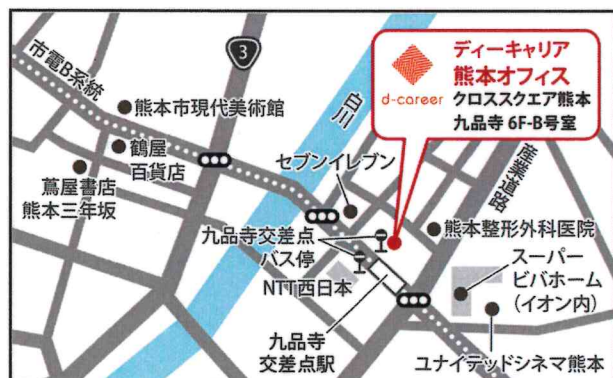 3
ディーキャリア
熊本オフィス
クロススクエア熊本
九品寺 6F-B号室
d-career
市電B系統
熊本市現代美術館
白川
鶴屋
百貨店
セブンイレブン
産業道路
蔦屋書店
熊本三年坂
九品寺交差点
バス停
熊本整形外科医院
NTT西日本
スーパー
ビバホーム
(イオン内)
九品寺
交差点駅
ユナイテッドシネマ熊本